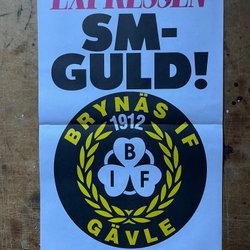 EXPRESSEN
SM-
GULD!
BRYNÄS IF
1912
B
I F
GÄVLE